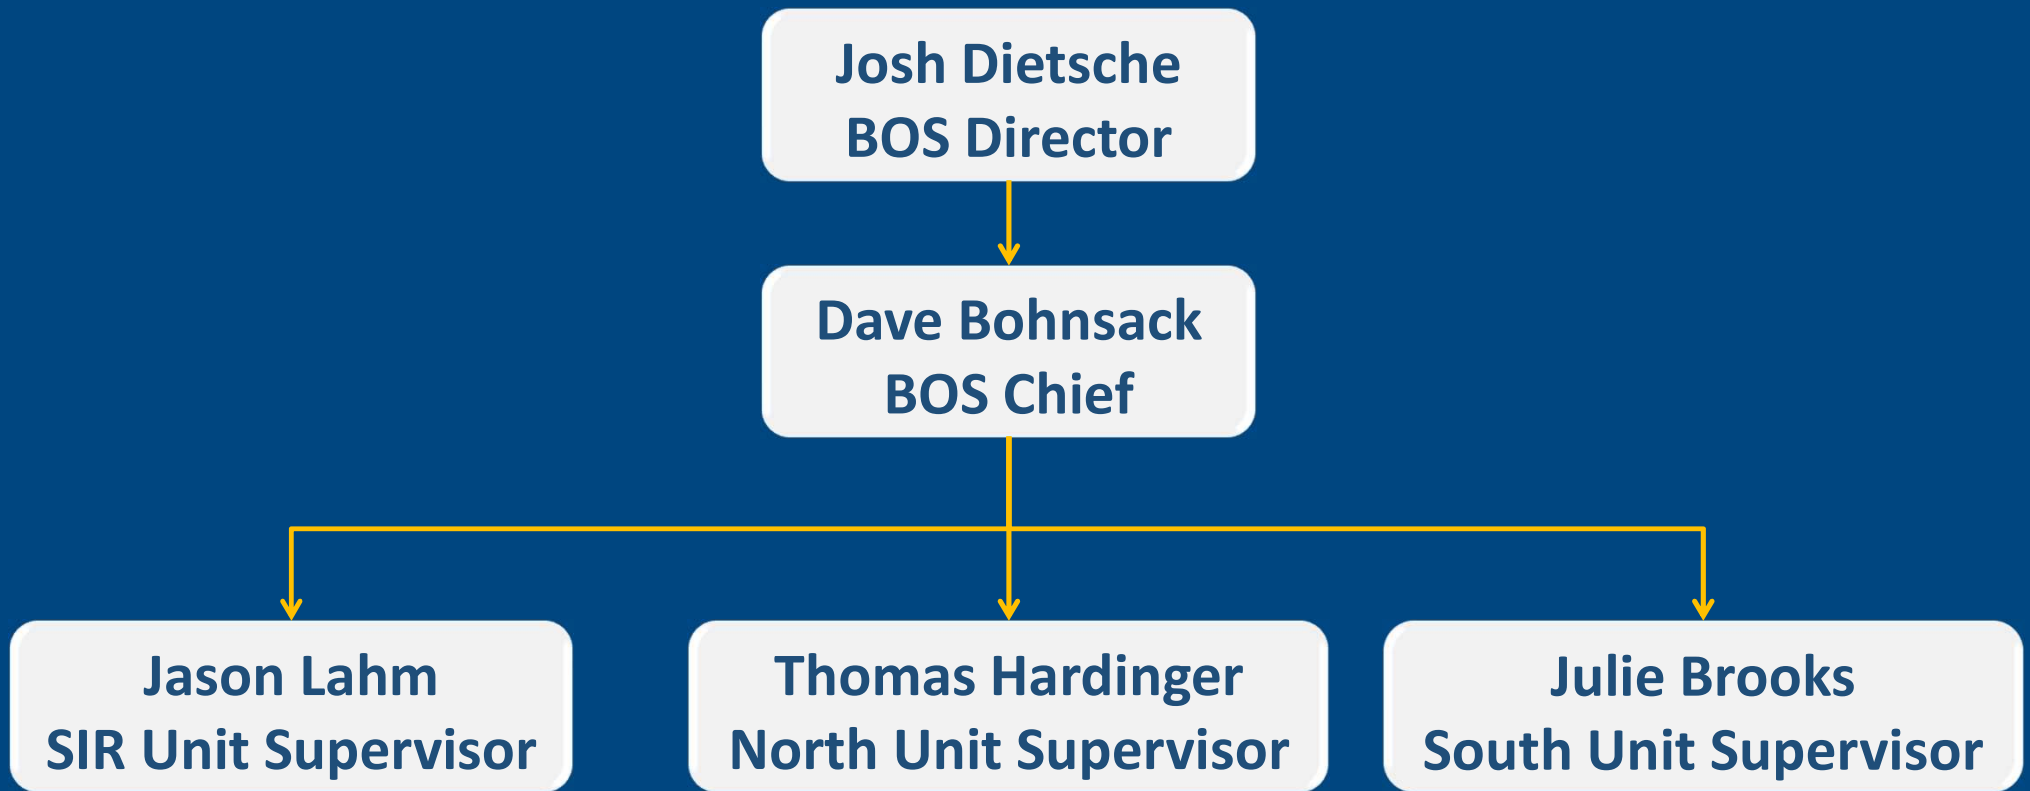 Josh Dietsche
BOS Director
Dave Bohnsack
BOS Chief
Jason Lahm
SIR Unit Supervisor
Thomas Hardinger
North Unit Supervisor
Julie Brooks
South Unit Supervisor